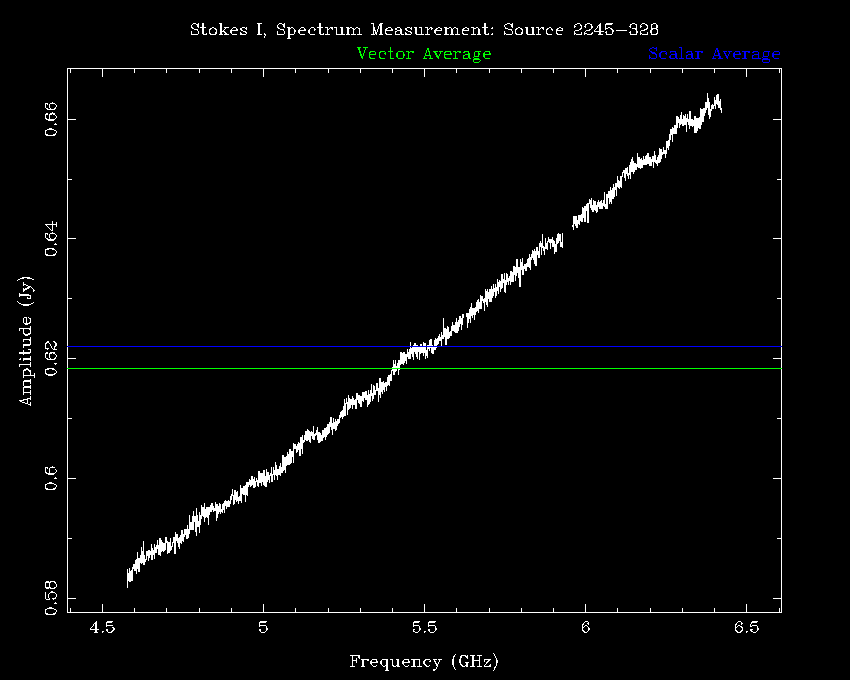 Stokes I, Spectrum Measurement: Source 2245−328
Vector Average Scalar Average
0.66
0.64
0.62
0.6
0.58
Amplitude (Jy)
4.5 5 5.5 6 6.5
Frequency (GHz)